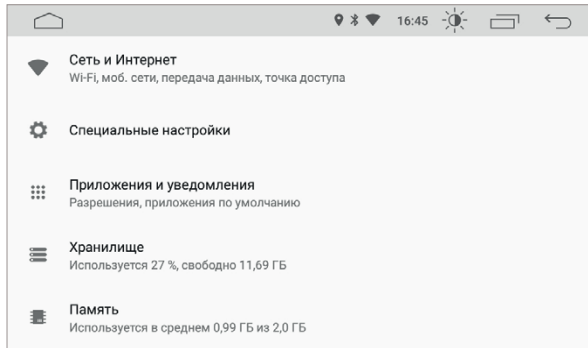 16:45
Сеть и Интернет
Wi-Fi, моб. сети, передача данных, точка доступа
Специальные настройки
Приложения и уведомления
Разрешения, приложения по умолчанию
Хранилище
Используется 27 %, свободно 11,69 ГБ
Память
Используется в среднем 0,99 ГБ из 2,0 ГБ